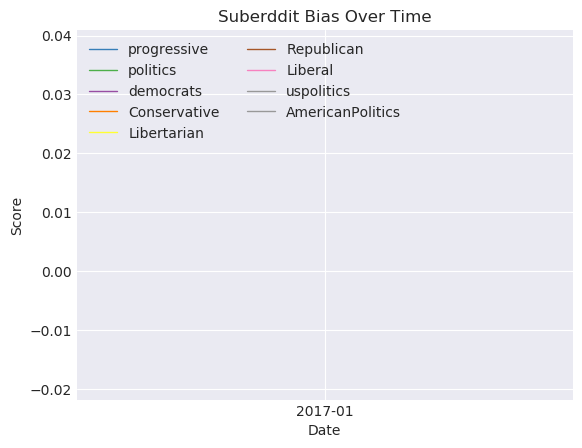 Suberddit Bias Over Time
0.04
progressive Republican
politics Liberal
0.03
democrats uspolitics
Conservative AmericanPolitics
Libertarian
0.02
Score
0.01
0.00
−0.01
−0.02
2017-01
Date